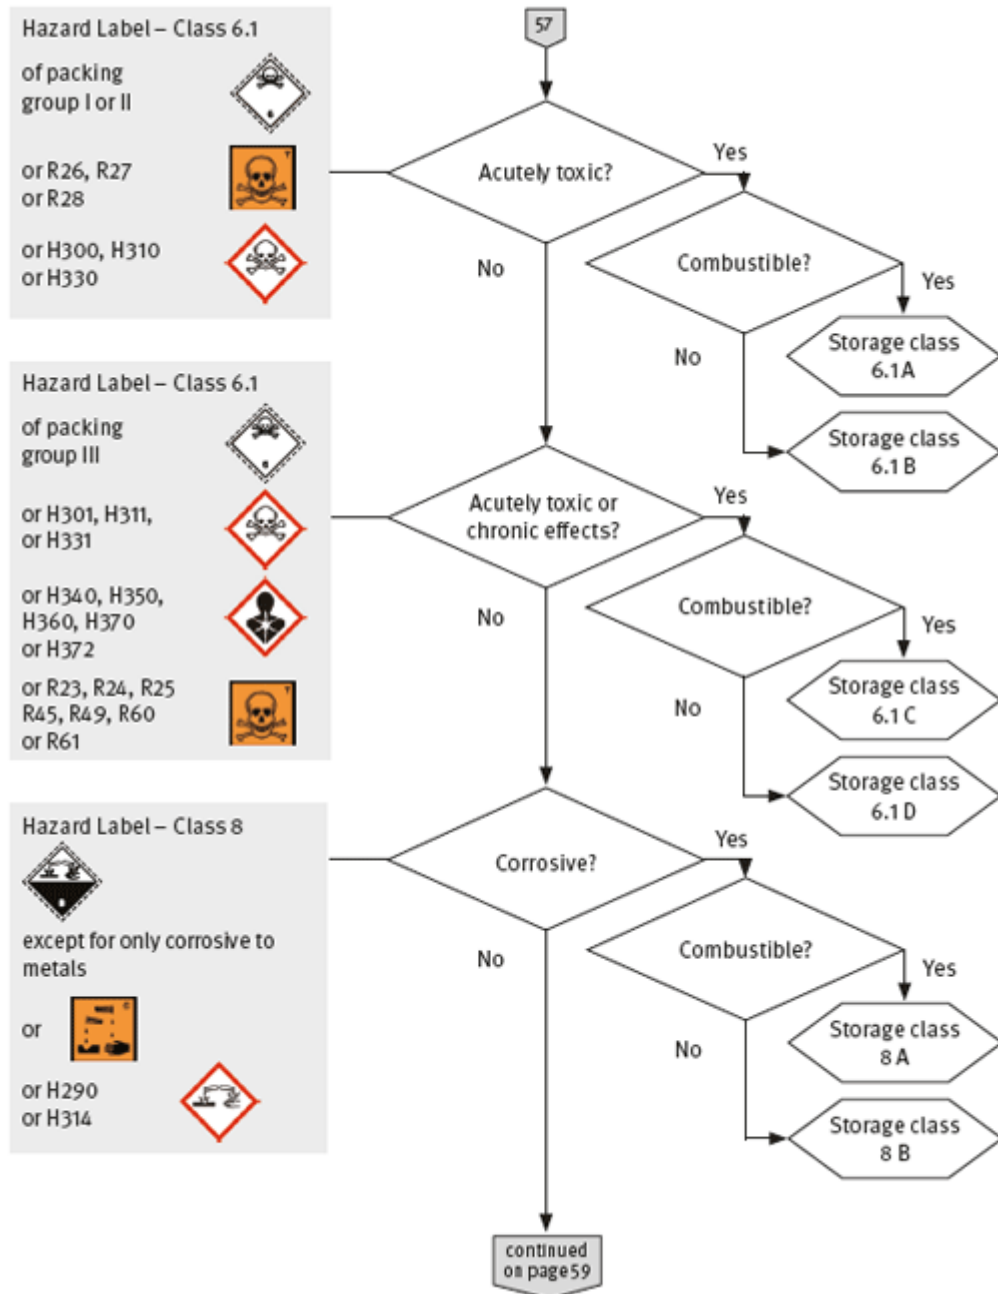 Hazard Label – Class 6.1
of packing
group I or II
or R26, R27
or R28
or H300, H310
or H330
57
Acutely toxic?
Yes
No
Combustible?
Yes
No
Storage class
6.1 A
Storage class
6.1 B
Hazard Label – Class 6.1
of packing
group III
or H301, H311,
or H331
or H340, H350,
H360, H370
or H372
or R23, R24, R25
R45, R49, R60
or R61
Acutely toxic or
chronic effects?
Yes
No
Combustible?
Yes
No
Storage class
6.1 C
Storage class
6.1 D
Hazard Label – Class 8
except for only corrosive to
metals
or
or H290
or H314
Corrosive?
Yes
No
Combustible?
Yes
No
Storage class
8 A
Storage class
8 B
continued
on page 59